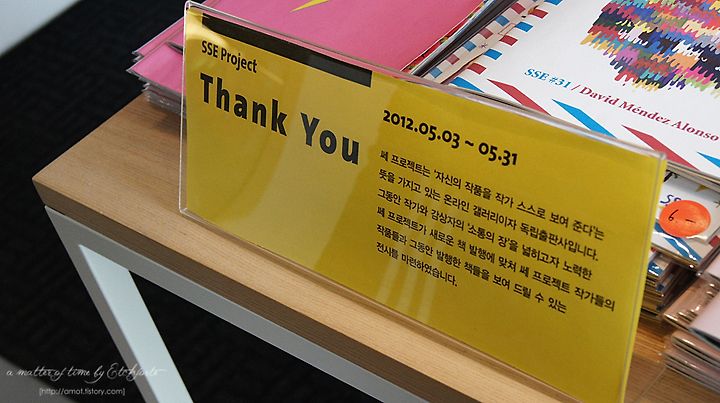 SSE Project
Thank You
2012.05.03 ~ 05.31
쎄 프로젝트는 '자신의 작품을 작가 스스로 보여 준다'는
뜻을 가지고 있는 온라인 갤러리이자 독립출판사입니다.
그동안 작가와 감상자의 '소통의 장'을 넓히고자 노력한
쎄 프로젝트가 새로운 책 발행에 맞춰 쎄 프로젝트 작가들의
작품들과 그동안 발행한 책들을 보여 드릴 수 있는
전시를 마련하였습니다.
SSE #31 / David Méndez Alonso
6-
a matter of time by
[http://amot.tistory.com]